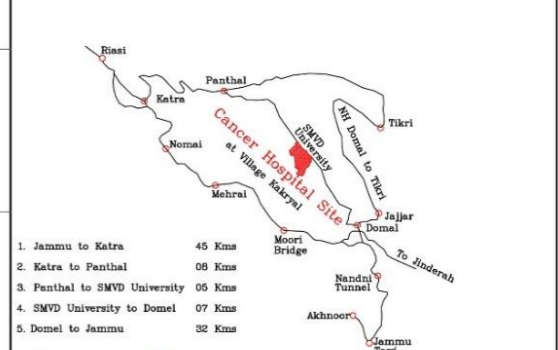 Riasi
Katra
Panthal
Tikri
Nomai
SMVD
University
NH Domal to Tikri
Cancer Hospital Site
at Village Kakryal
Mehrai
Jajjar
Domal
Moori
Bridge
To Jinderah
Nandni
Tunnel
Akhnoor
Jammu
1. Jammu to Katra 45 Kms
2. Katra to Panthal 08 Kms
3. Panthal to SMVD University 05 Kms
4. SMVD University to Domel 07 Kms
5. Domel to Jammu 32 Kms